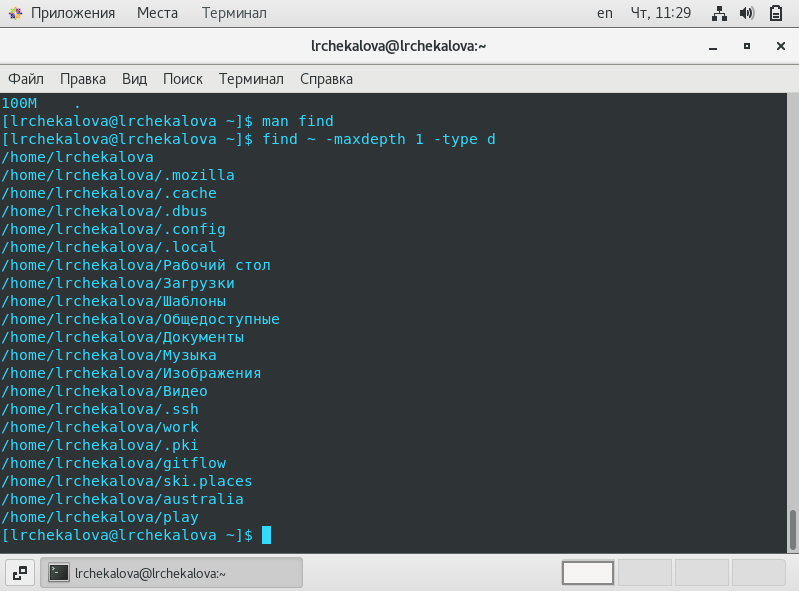 Приложения Места Терминал en Чт, 11:29
lrchekalova@lrchekalova:~
Файл Правка Вид Поиск Терминал Справка
100M    .
[lrchekalova@lrchekalova ~]$ man find
[lrchekalova@lrchekalova ~]$ find ~ -maxdepth 1 -type d
/home/lrchekalova
/home/lrchekalova/.mozilla
/home/lrchekalova/.cache
/home/lrchekalova/.dbus
/home/lrchekalova/.config
/home/lrchekalova/.local
/home/lrchekalova/Рабочий стол
/home/lrchekalova/Загрузки
/home/lrchekalova/Шаблоны
/home/lrchekalova/Общедоступные
/home/lrchekalova/Документы
/home/lrchekalova/Музыка
/home/lrchekalova/Изображения
/home/lrchekalova/Видео
/home/lrchekalova/.ssh
/home/lrchekalova/work
/home/lrchekalova/.pki
/home/lrchekalova/gitflow
/home/lrchekalova/ski.places
/home/lrchekalova/australia
/home/lrchekalova/play
[lrchekalova@lrchekalova ~]$
lrchekalova@lrchekalova:~